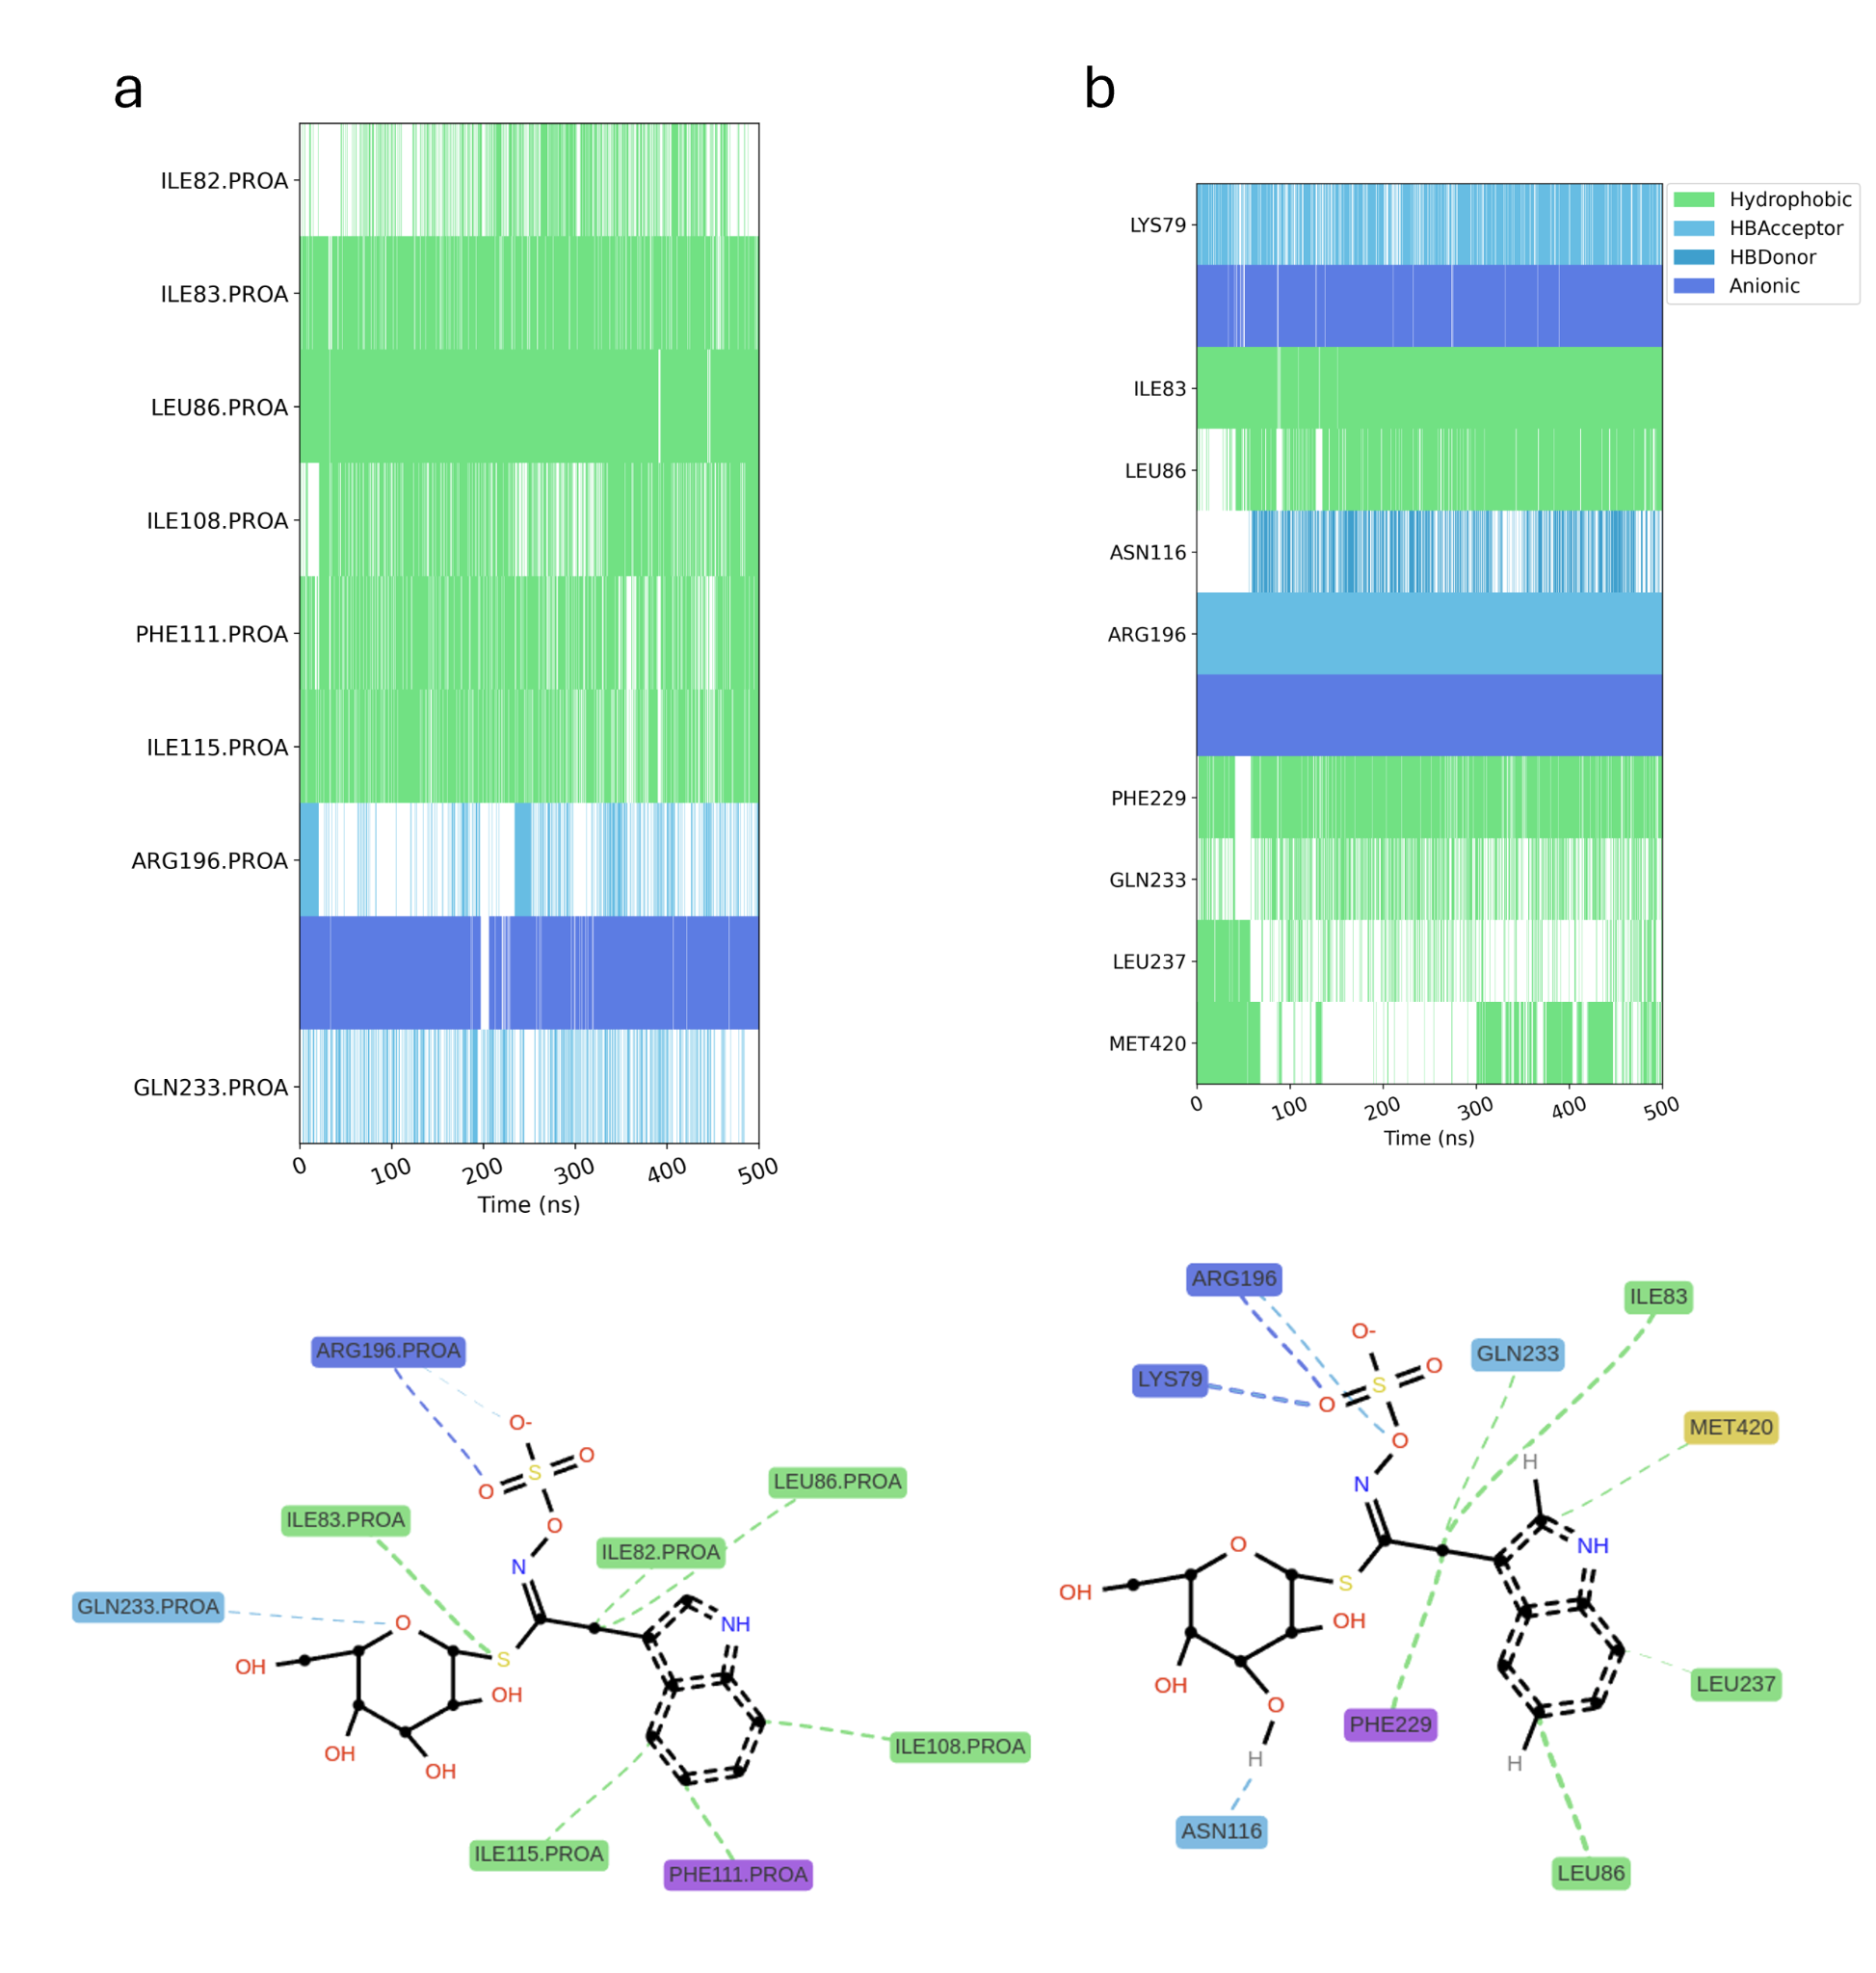 a
ILE82.PROA
ILE83.PROA
LEU86.PROA
ILE108.PROA
PHE111.PROA
ILE115.PROA
ARG196.PROA
GLN233.PROA
0 100 200 300 400 500
Time (ns)
b
LYS79
ILE83
LEU86
ASN116
ARG196
PHE229
GLN233
LEU237
MET420
0 100 200 300 400 500
Time (ns)
Hydrophobic
HBAcceptor
HBDonor
Anionic
ARG196.PROA
O-
S
O
O
LEU86.PROA
ILE83.PROA
O
ILE82.PROA
N
GLN233.PROA
O
NH
S
OH
OH
OH
OH
ILE108.PROA
ILE115.PROA
PHE111.PROA
ARG196
ILE83
O-
GLN233
O
LYS79
S
O
MET420
O
H
N
O
NH
S
OH
OH
OH
O
LEU237
PHE229
H
H
ASN116
LEU86